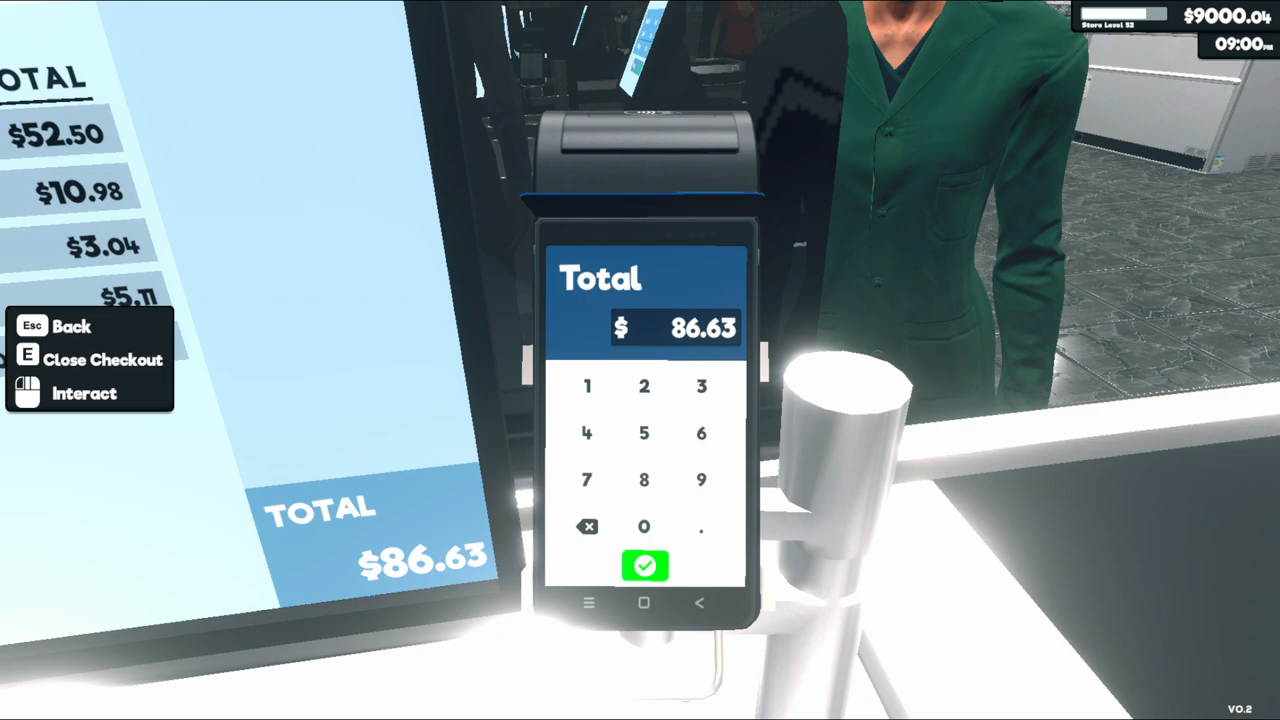 OTAL
$52.50
$10.98
$3.04
$5.11
Esc Back
E Close Checkout
Interact
TOTAL
$86.63
Total
$ 86.63
1 2 3
4 5 6
7 8 9
0 .
Store Level 52
$9000.04
09:00PM
V0.2